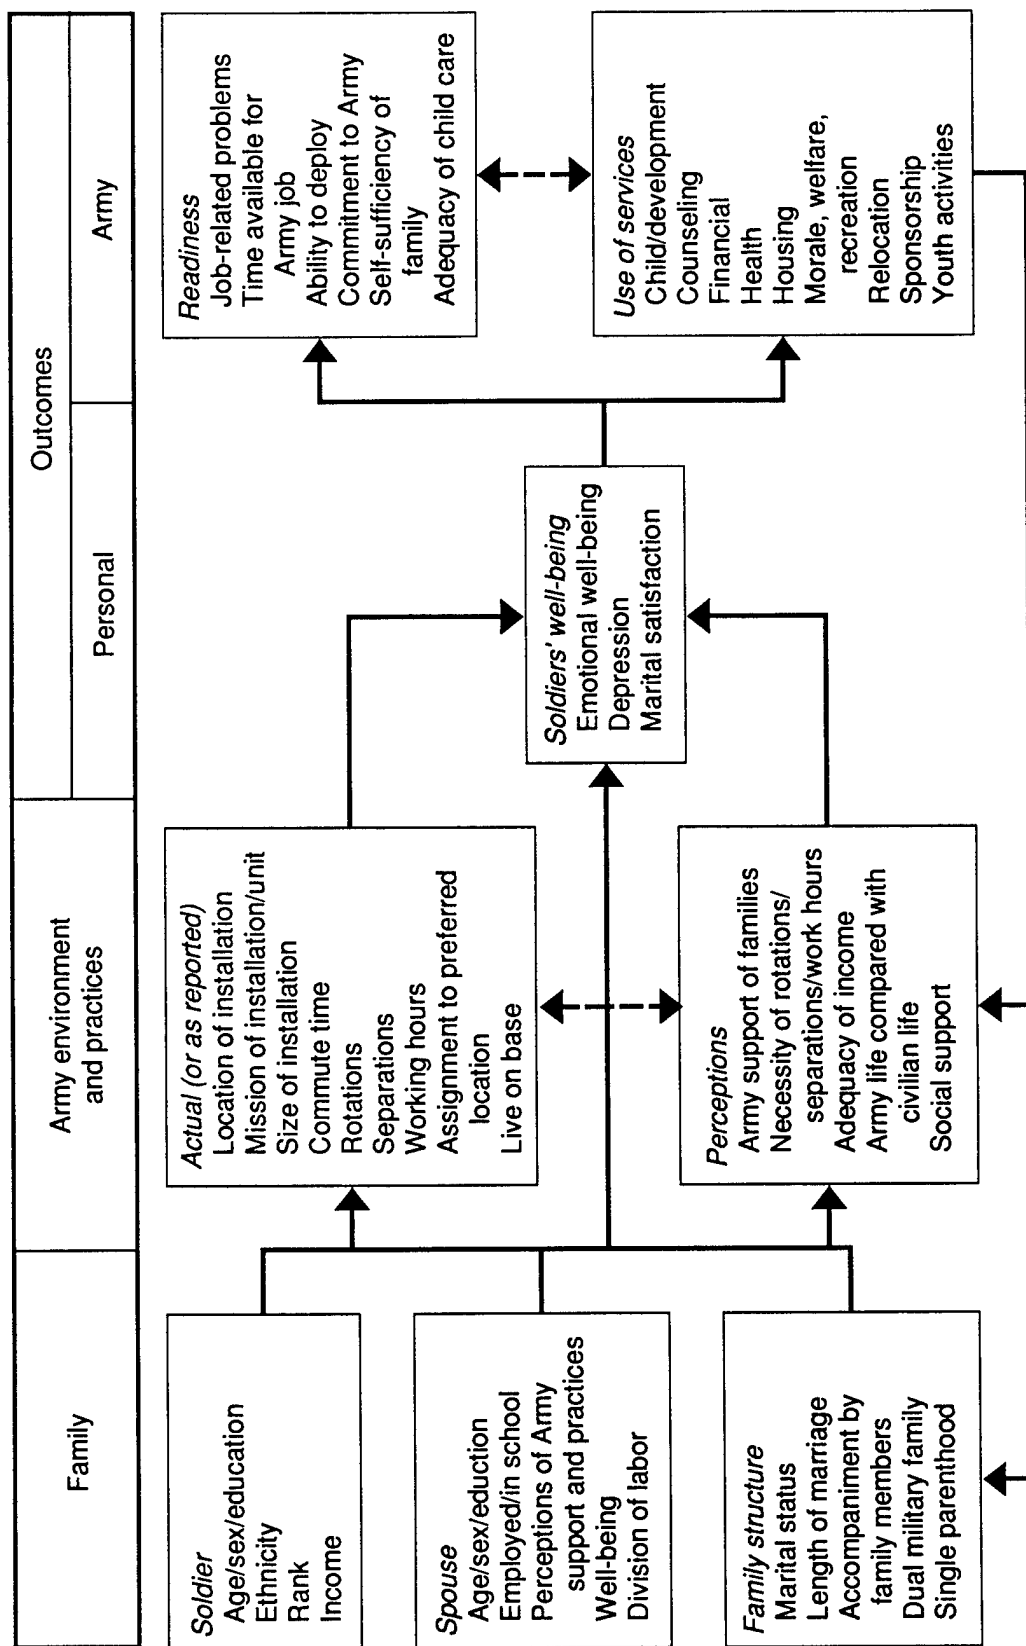 Family
Army environment
and practices
Outcomes
Personal
Army
Soldier
Age/sex/education
Ethnicity
Rank
Income
Spouse
Age/sex/eduction
Employed/in school
Perceptions of Army
support and practices
Well-being
Division of labor
Family structure
Marital status
Length of marriage
Accompaniment by
family members
Dual military family
Single parenthood
Actual (or as reported)
Location of installation
Mission of installation/unit
Size of installation
Commute time
Rotations
Separations
Working hours
Assignment to preferred
location
Live on base
Perceptions
Army support of families
Necessity of rotations/
separations/work hours
Adequacy of income
Army life compared with
civilian life
Social support
Soldiers' well-being
Emotional well-being
Depression
Marital satisfaction
Readiness
Job-related problems
Time available for
Army job
Ability to deploy
Commitment to Army
Self-sufficiency of
family
Adequacy of child care
Use of services
Child/development
Counseling
Financial
Health
Housing
Morale, welfare,
recreation
Relocation
Sponsorship
Youth activities